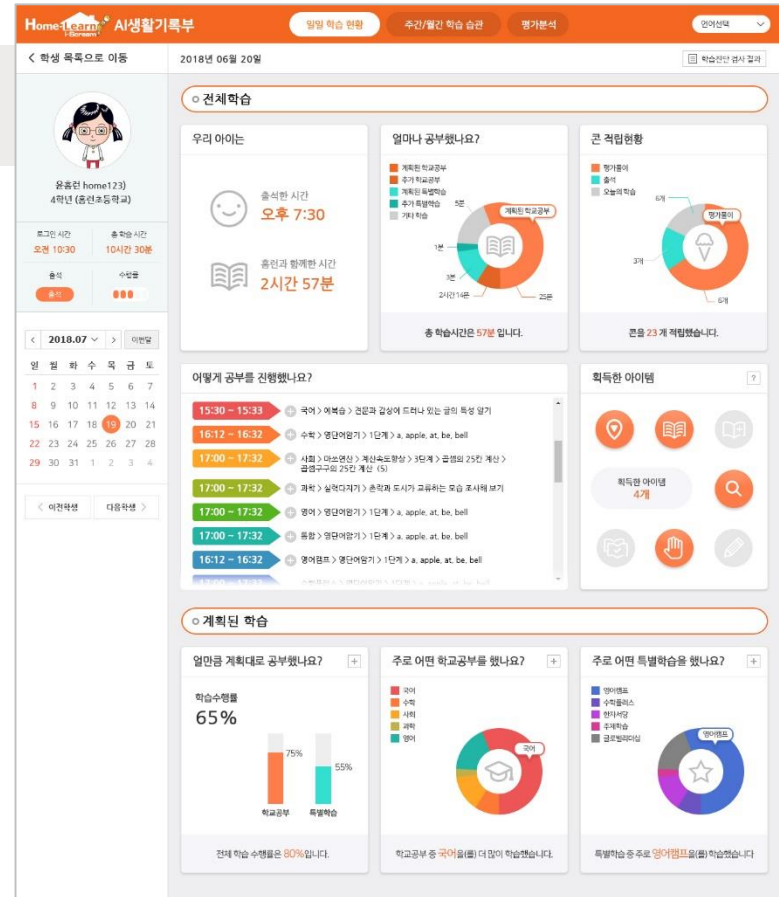 Home-Learn AI생활기록부
i-Scream
일일 학습 현황
주간/월간 학습 습관
평가분석
언어선택
< 학생 목록으로 이동
2018년 06월 20일
학습진단 검사 결과
윤홈런 home123)
4학년 (홈런초등학교)
로그인 시간
총 학습 시간
오전 10:30
10시간 30분
출석
수행률
출석
< 2018.07 >
이번달
일 월 화 수 목 금 토
1 2 3 4 5 6 7
8 9 10 11 12 13 14
15 16 17 18 19 20 21
22 23 24 25 26 27 28
29 30 31 1 2 3 4
< 이전학생
다음학생 >
전체학습
우리 아이는
출석한 시간
오후 7:30
홈런과 함께한 시간
2시간 57분
얼마나 공부했나요?
계획된 학교공부
추가 학교공부
계획된 특별학습
추가 특별학습
기타 학습
5분
계획된 학교공부
1분
3분
2시간 14분
25분
총 학습시간은 57분 입니다.
콘 적립현황
평가풀이
출석
오늘의 학습
6개
평가풀이
3개
6개
콘을 23 개 적립했습니다.
어떻게 공부를 진행했나요?
15:30 ~ 15:33 국어 > 예복습 > 견문과 감상이 드러나 있는 글의 특성 알기
16:12 ~ 16:32 수학 > 영단어암기 > 1단계 > a, apple, at, be, bell
17:00 ~ 17:32 사회 > 마쓰연산 > 계산속도향상 > 3단계 > 곱셈의 25칸 계산 >
곱셈구구의 25칸 계산 (5)
17:00 ~ 17:32 과학 > 실력다지기 > 촌락과 도시가 교류하는 모습 조사해 보기
17:00 ~ 17:32 영어 > 영단어암기 > 1단계 > a, apple, at, be, bell
17:00 ~ 17:32 통합 > 영단어암기 > 1단계 > a, apple, at, be, bell
16:12 ~ 16:32 영어캠프 > 영단어암기 > 1단계 > a, apple, at, be, bell
획득한 아이템
?
획득한 아이템
4개
계획된 학습
얼만큼 계획대로 공부했나요?
+
학습수행률
65%
75%
55%
학교공부
특별학습
전체 학습 수행률은 80%입니다.
주로 어떤 학교공부를 했나요?
+
국어
수학
사회
과학
영어
국어
학교공부 중 국어을(를) 더 많이 학습했습니다.
주로 어떤 특별학습을 했나요?
+
영어캠프
수학플러스
한자서당
주제학습
글로벌리더십
영어캠프
특별학습 중 주로 영어캠프을(를) 학습했습니다